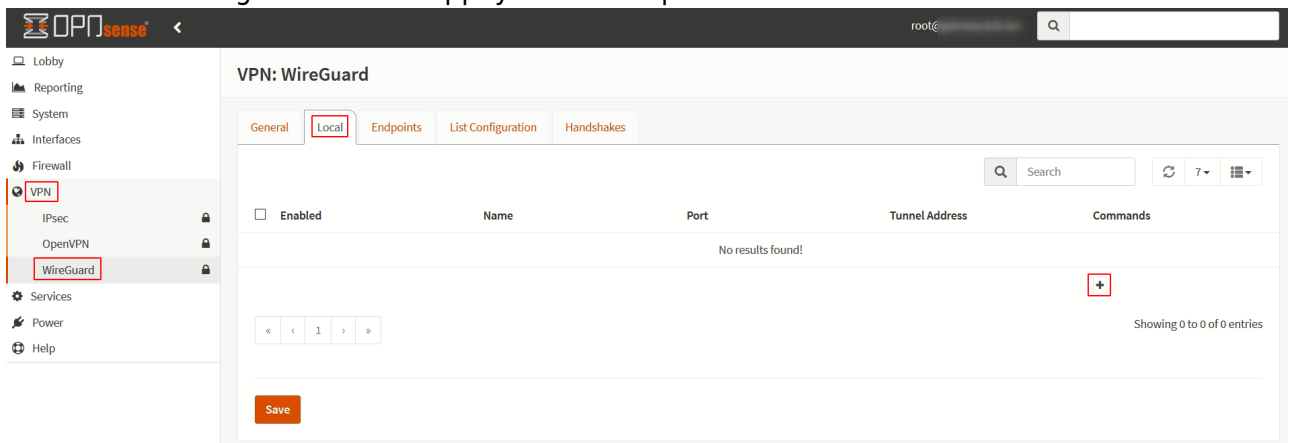 OPNsense
root@
Lobby
Reporting
System
Interfaces
Firewall
VPN
IPsec
OpenVPN
WireGuard
Services
Power
Help
VPN: WireGuard
General Local Endpoints List Configuration Handshakes
Search 7
Enabled Name Port Tunnel Address Commands
No results found!
+
« ‹ 1 › »
Showing 0 to 0 of 0 entries
Save